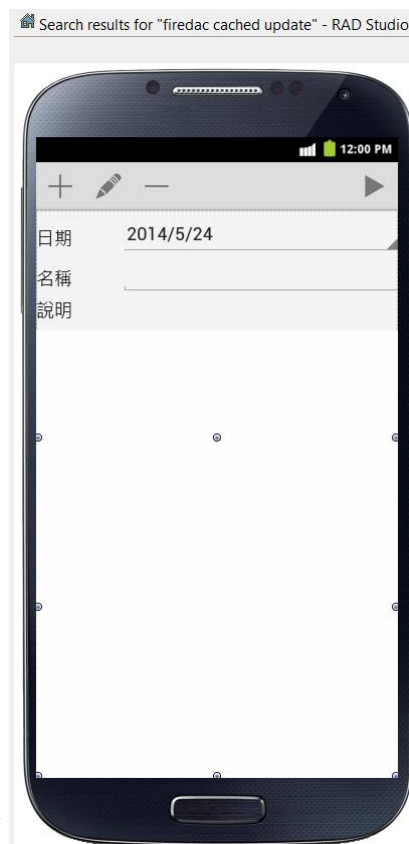 Search results for "firedac cached update" - RAD Studio
12:00 PM
日期 2014/5/24
名稱
說明